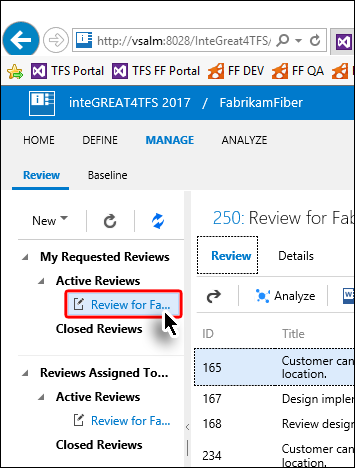 http://vsalm:8028/InteGreat4TFS/
TFS Portal TFS FF Portal FF DEV FF QA
inteGREAT4TFS 2017 / FabrikamFiber
HOME DEFINE MANAGE ANALYZE
Review Baseline
New
250: Review for Fab
My Requested Reviews
Review Details
Active Reviews
Review for Fa...
Analyze
Closed Reviews
ID Title
Reviews Assigned To...
165 Customer can
location.
Active Reviews
167 Design implem
Review for Fa...
168 Review design
Closed Reviews
234 Customer can
location.